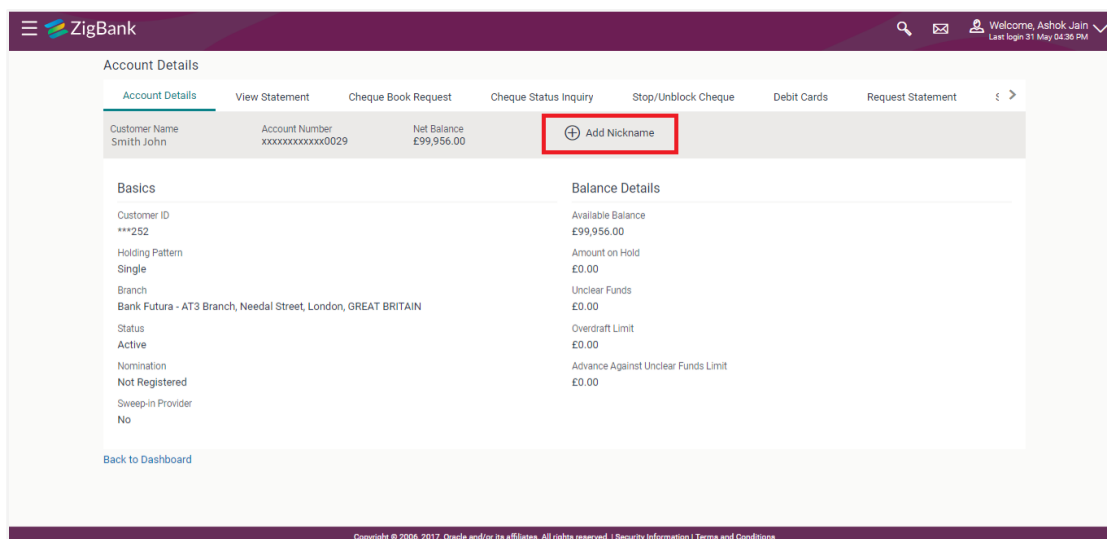 ZigBank
Welcome, Ashok Jain
Last login 31 May 04:36 PM
Account Details
Account Details View Statement Cheque Book Request Cheque Status Inquiry Stop/Unblock Cheque Debit Cards Request Statement
Customer Name Account Number Net Balance
Smith John xxxxxxxxxxxx0029 £99,956.00
Add Nickname
Basics
Customer ID
***252
Holding Pattern
Single
Branch
Bank Futura - AT3 Branch, Needal Street, London, GREAT BRITAIN
Status
Active
Nomination
Not Registered
Sweep-in Provider
No
Balance Details
Available Balance
£99,956.00
Amount on Hold
£0.00
Unclear Funds
£0.00
Overdraft Limit
£0.00
Advance Against Unclear Funds Limit
£0.00
Back to Dashboard
Copyright © 2006, 2017, Oracle and/or its affiliates. All rights reserved. | Security Information | Terms and Conditions